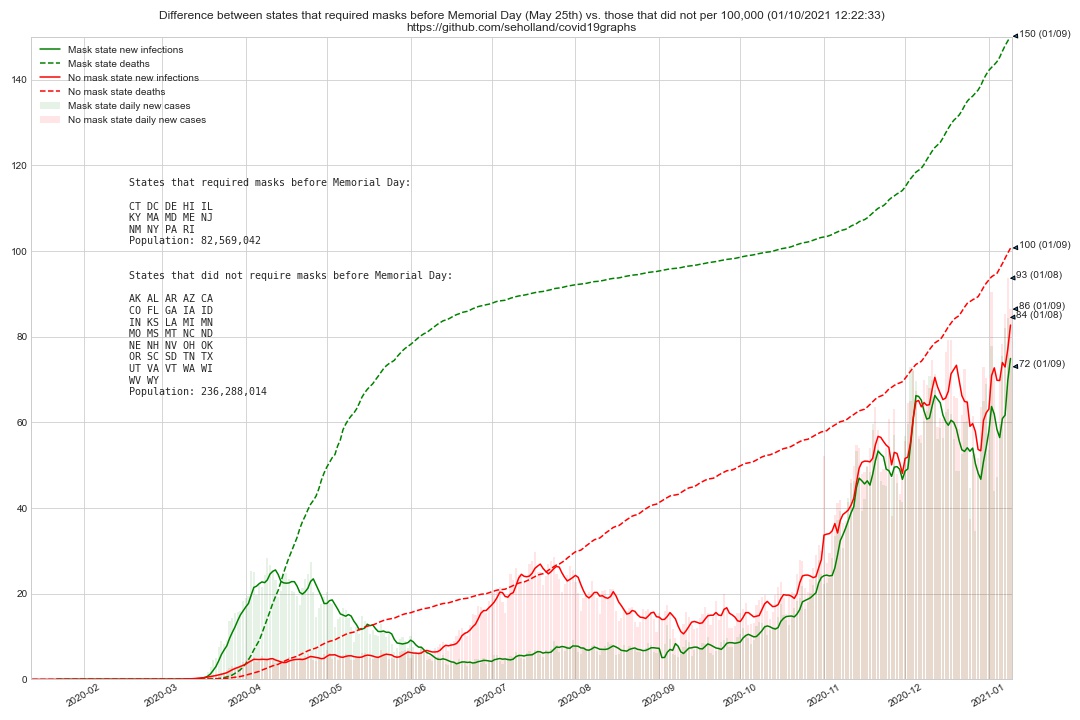 Difference between states that required masks before Memorial Day (May 25th) vs. those that did not per 100,000 (01/10/2021 12:22:33)
https://github.com/seholland/covid19graphs
Mask state new infections
Mask state deaths
No mask state new infections
No mask state deaths
Mask state daily new cases
No mask state daily new cases
States that required masks before Memorial Day:
CT DC DE HI IL
KY MA MD ME NJ
NM NY PA RI
Population: 82,569,042
States that did not require masks before Memorial Day:
AK AL AR AZ CA
CO FL GA IA ID
IN KS LA MI MN
MO MS MT NC ND
NE NH NV OH OK
OR SC SD TN TX
UT VA VT WA WI
WV WY
Population: 236,288,014
150 (01/09)
100 (01/09)
93 (01/08)
86 (01/09)
84 (01/08)
72 (01/09)
140
120
100
80
60
40
20
0
2020-02
2020-03
2020-04
2020-05
2020-06
2020-07
2020-08
2020-09
2020-10
2020-11
2020-12
2021-01